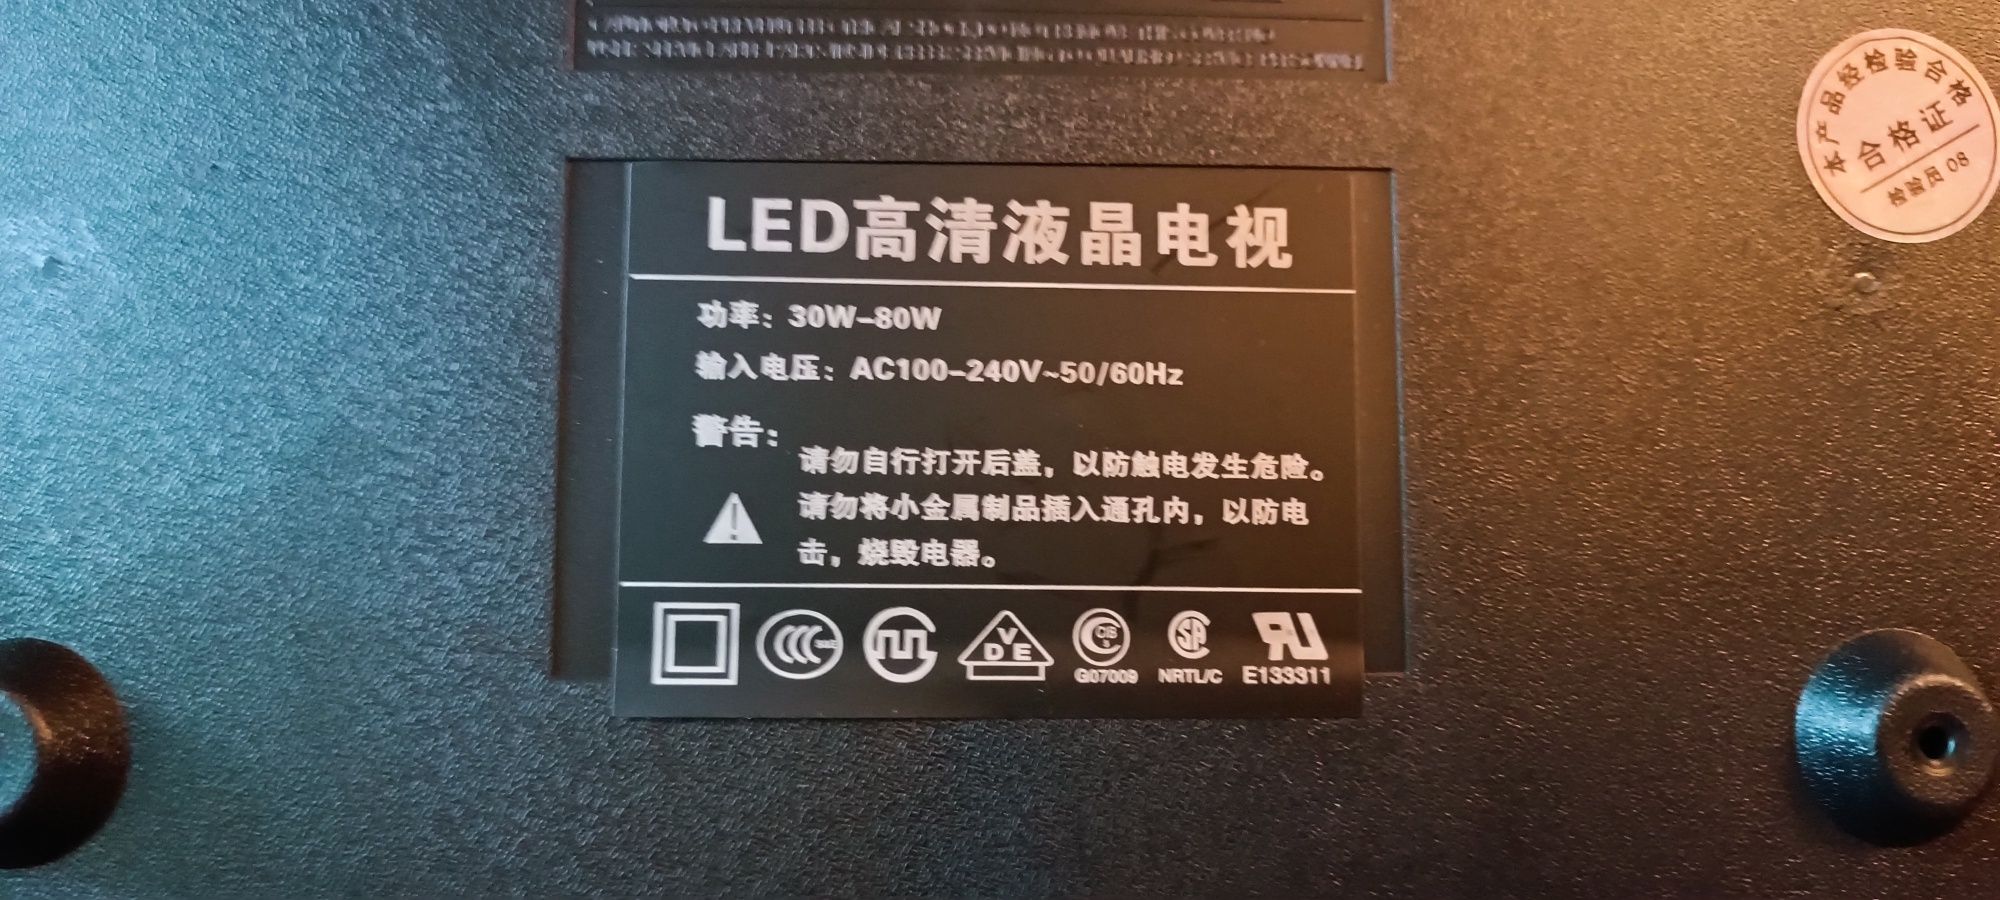 LED高清液晶电视
功率：30W-80W
输入电压：AC100-240V~50/60Hz
警告：
请勿自行打开后盖，以防触电发生危险。
请勿将小金属制品插入通孔内，以防电
击，烧毁电器。
VDE
G07009
NRTL/C
E133311
本产品经检验合格
合格证
检验员 08